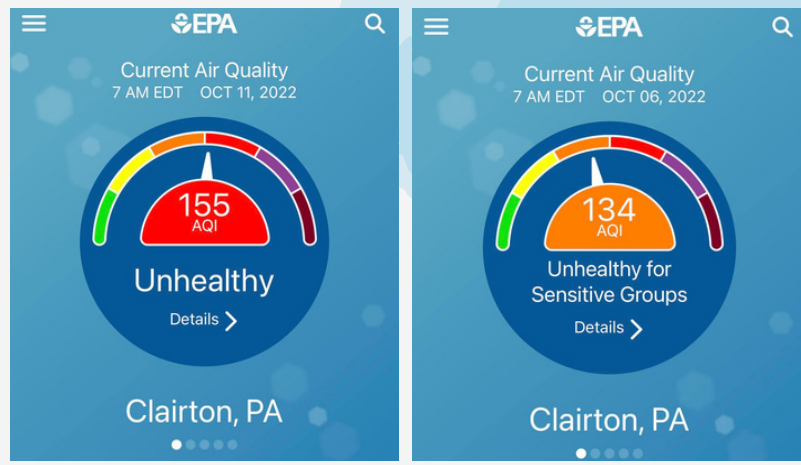 EPA
Current Air Quality
7 AM EDT OCT 11, 2022
155
AQI
Unhealthy
Details
Clairton, PA
EPA
Current Air Quality
7 AM EDT OCT 06, 2022
134
AQI
Unhealthy for
Sensitive Groups
Details
Clairton, PA